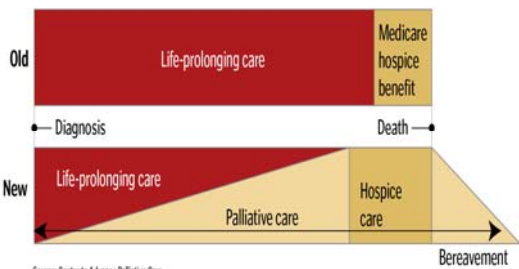 Old
Life-prolonging care
Medicare
hospice
benefit
Diagnosis
Death
New
Life-prolonging care
Palliative care
Hospice
care
Bereavement